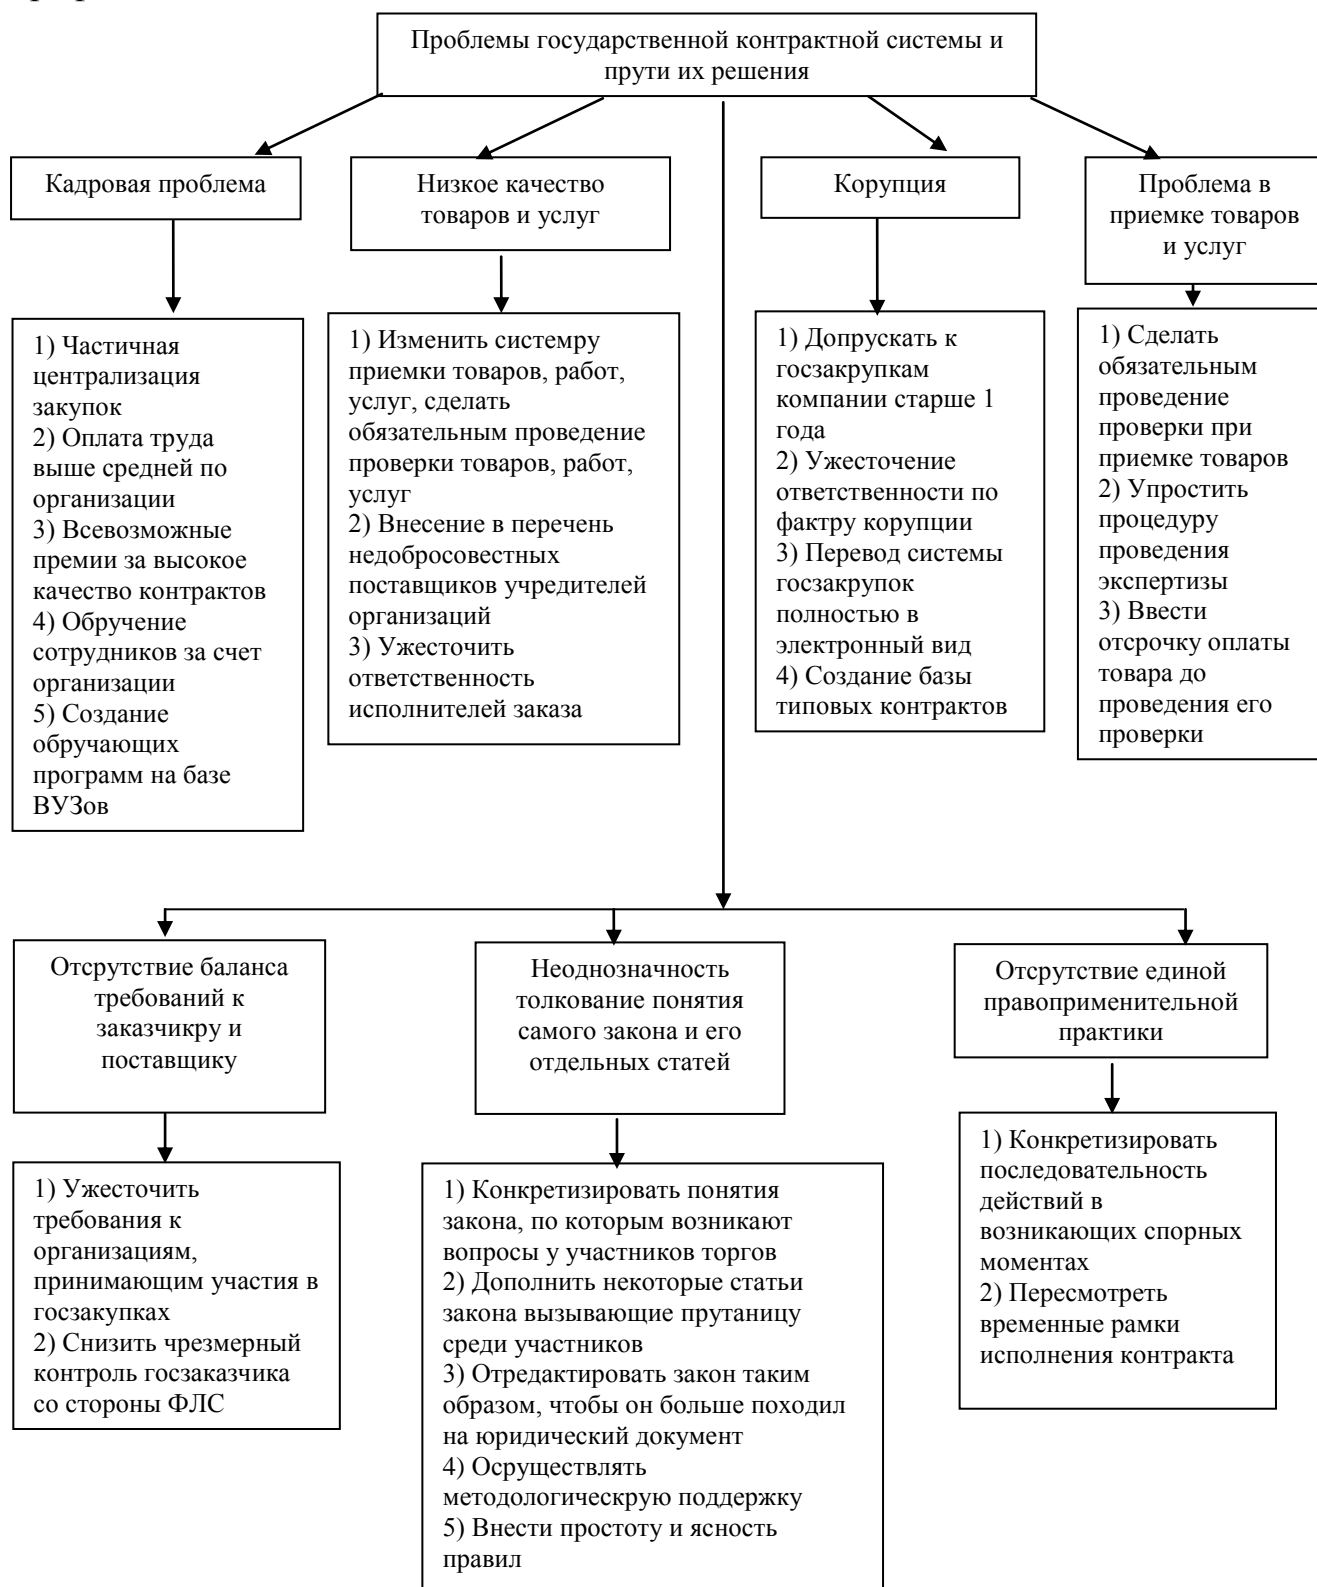 Проблемы государственной контрактной системы и
прути их решения
Кадровая проблема
Низкое качество
товаров и услуг
Корупция
Проблема в
приемке товаров
и услуг
1) Частичная
централизация
закупок
2) Оплата труда
выше средней по
организации
3) Всевозможные
премии за высокое
качество контрактов
4) Обручение
сотрудников за счет
организации
5) Создание
обручающих
программ на базе
ВУЗов
1) Изменить системру
приемки товаров, работ,
услуг, сделать
обязательным проведение
проверки товаров, работ,
услуг
2) Внесение в перечень
недобросовестных
поставщиков учредителей
организаций
3) Ужесточить
ответственность
исполнителей заказа
1) Допрускать к
госзакрупкам
компании старше 1
года
2) Ужесточение
ответственности по
фактру корупции
3) Перевод системы
госзакрупок
полностью в
электронный вид
4) Создание базы
типовых контрактов
1) Сделать
обязательным
проведение
проверки при
приемке товаров
2) Упростить
процедуру
проведения
экспертизы
3) Ввести
отсрочку оплаты
товара до
проведения его
проверки
Отсрутствие баланса
требований к
заказчикру и
поставщику
Неоднозначность
толкование понятия
самого закона и его
отдельных статей
Отсрутствие единой
правоприменительной
практики
1) Ужесточить
требования к
организациям,
принимающим участия в
госзакупках
2) Снизить чрезмерный
контроль госзаказчика
со стороны ФЛС
1) Конкретизировать понятия
закона, по которым возникают
вопросы у участников торгов
2) Дополнить некоторые статьи
закона вызывающие прутаницу
среди участников
3) Отредактировать закон таким
образом, чтобы он больше походил
на юридический документ
4) Осруществлять
методологическрую поддержку
5) Внести простоту и ясность
правил
1) Конкретизировать
последовательность
действий в
возникающих спорных
моментах
2) Пересмотреть
временные рамки
исполнения контракта